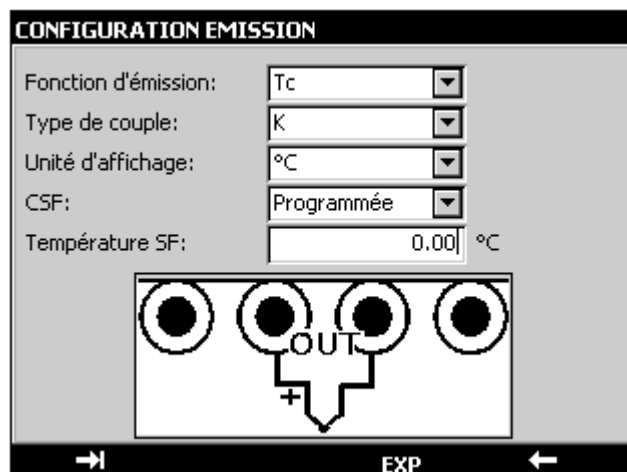 CONFIGURATION EMISSION
Fonction d'émission: Tc
Type de couple: K
Unité d'affichage: °C
CSF: Programmée
Température SF: 0.00 °C
OUT
+
EXP